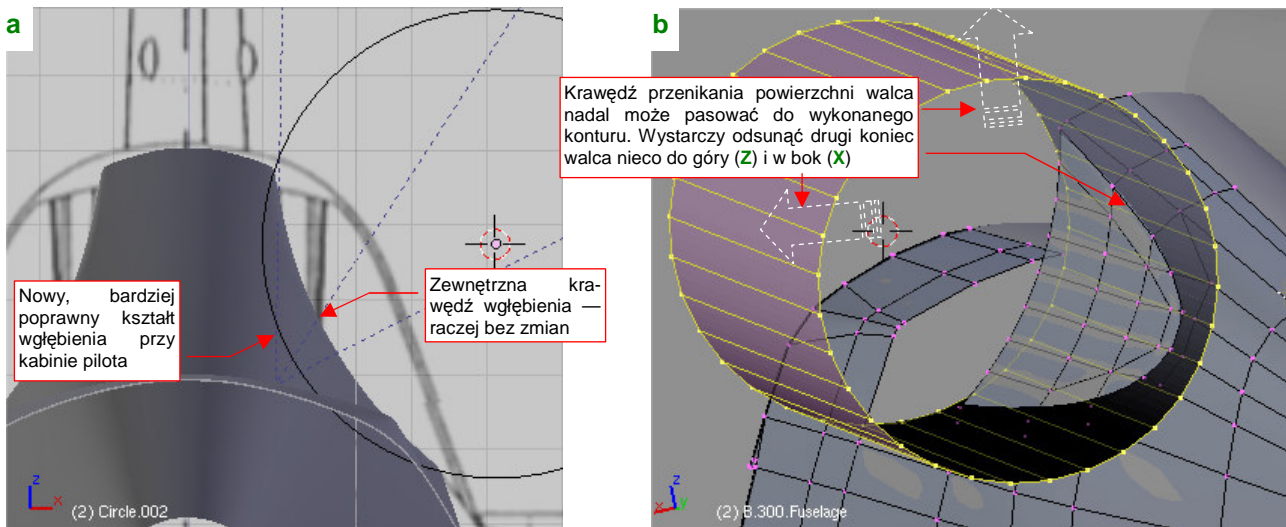 a
Nowy, bardziej
poprawny kształt
wgłębienia przy
kabinie pilota
Zewnętrzna kra-
wędź wgłębienia —
raczej bez zmian
z
x
(2) Circle.002
b
Krawędź przenikania powierzchni walca
nadal może pasować do wykonanego
konturu. Wystarczy odsunąć drugi koniec
walca nieco do góry (Z) i w bok (X)
z
x
y
(2) B.300.Fuselage